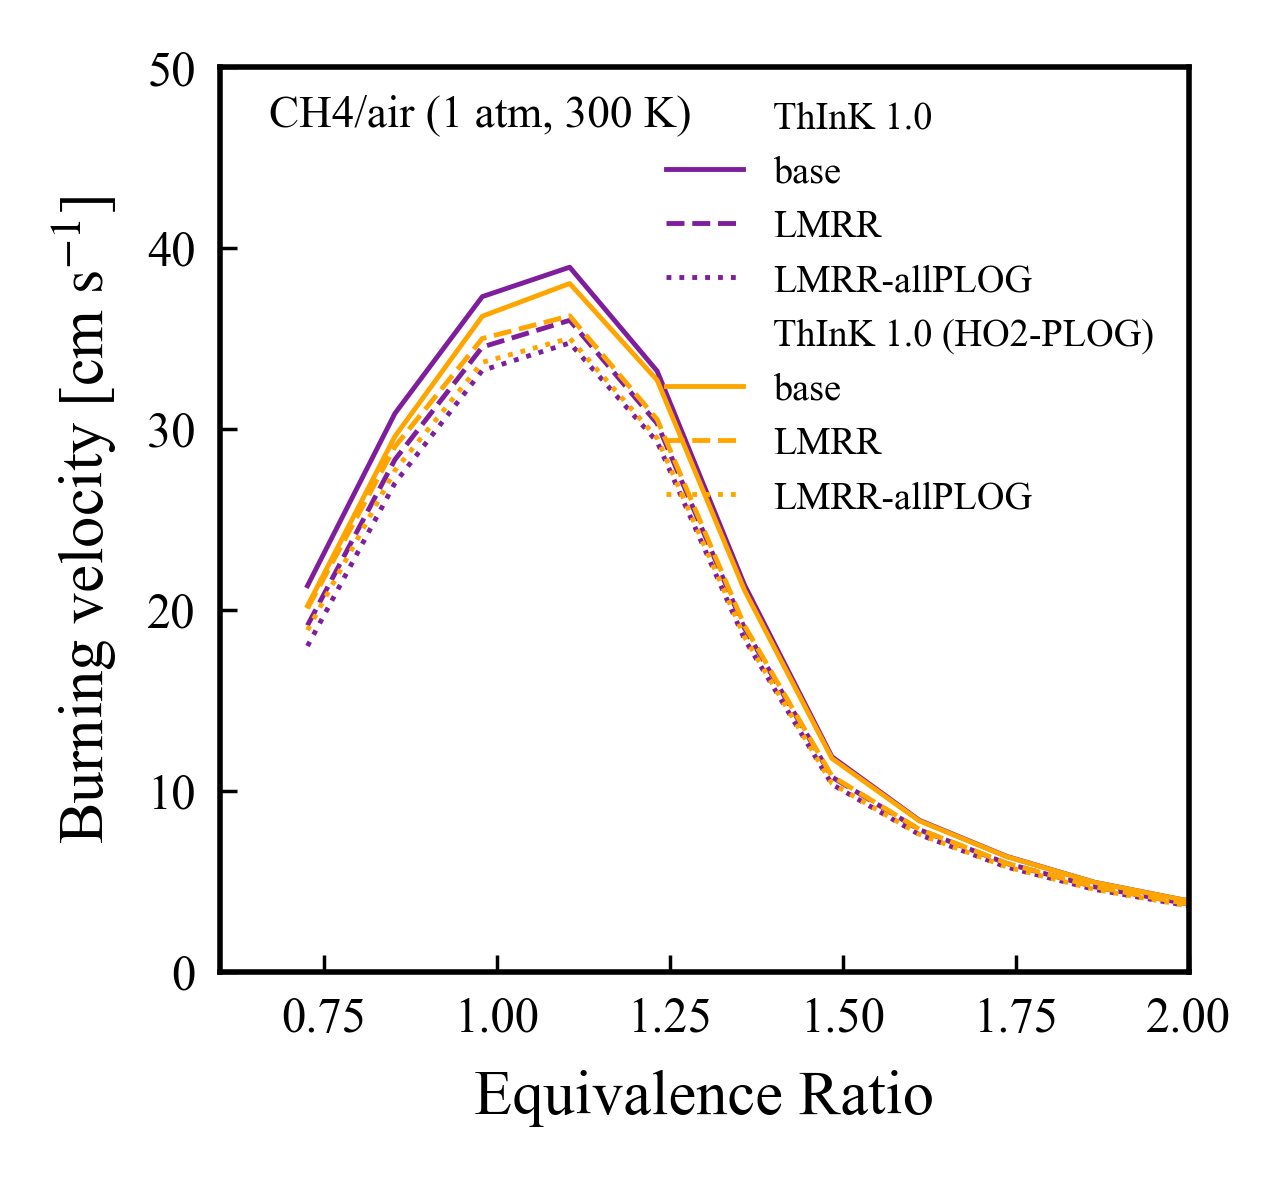 CH4/air (1 atm, 300 K)
ThInK 1.0
base
LMRR
LMRR-allPLOG
ThInK 1.0 (HO2-PLOG)
base
LMRR
LMRR-allPLOG
Burning velocity [cm s⁻¹]
50
40
30
20
10
0
0.75 1.00 1.25 1.50 1.75 2.00
Equivalence Ratio